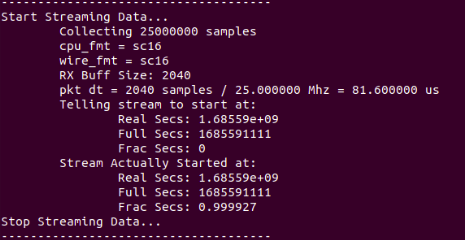 -------------------------------------
Start Streaming Data...
Collecting 25000000 samples
cpu_fmt = sc16
wire_fmt = sc16
RX Buff Size: 2040
pkt dt = 2040 samples / 25.000000 Mhz = 81.600000 us
Telling stream to start at:
Real Secs: 1.68559e+09
Full Secs: 1685591111
Frac Secs: 0
Stream Actually Started at:
Real Secs: 1.68559e+09
Full Secs: 1685591111
Frac Secs: 0.999927
Stop Streaming Data...
-------------------------------------